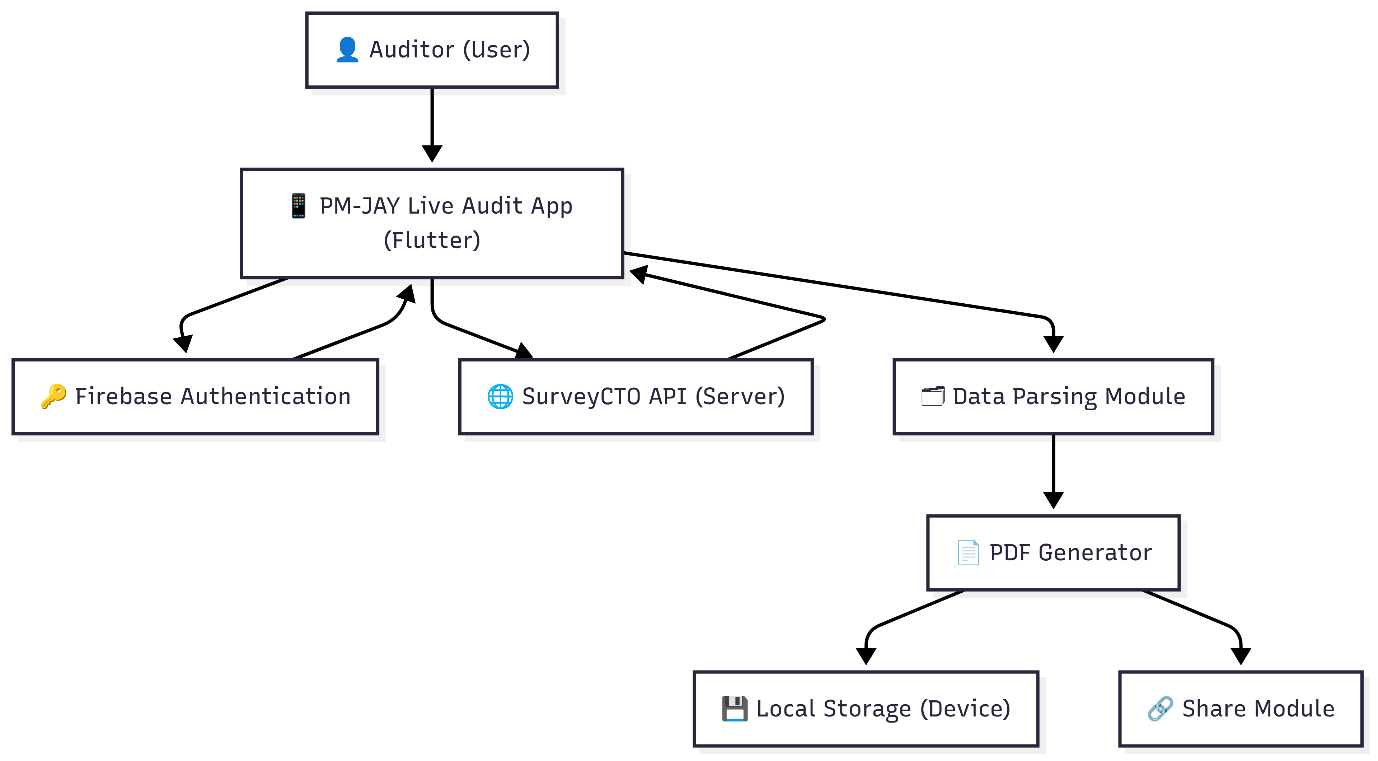 👤 Auditor (User)
📱 PM-JAY Live Audit App
(Flutter)
🔑 Firebase Authentication
🌐 SurveyCTO API (Server)
🗂 Data Parsing Module
📄 PDF Generator
💾 Local Storage (Device)
🔗 Share Module